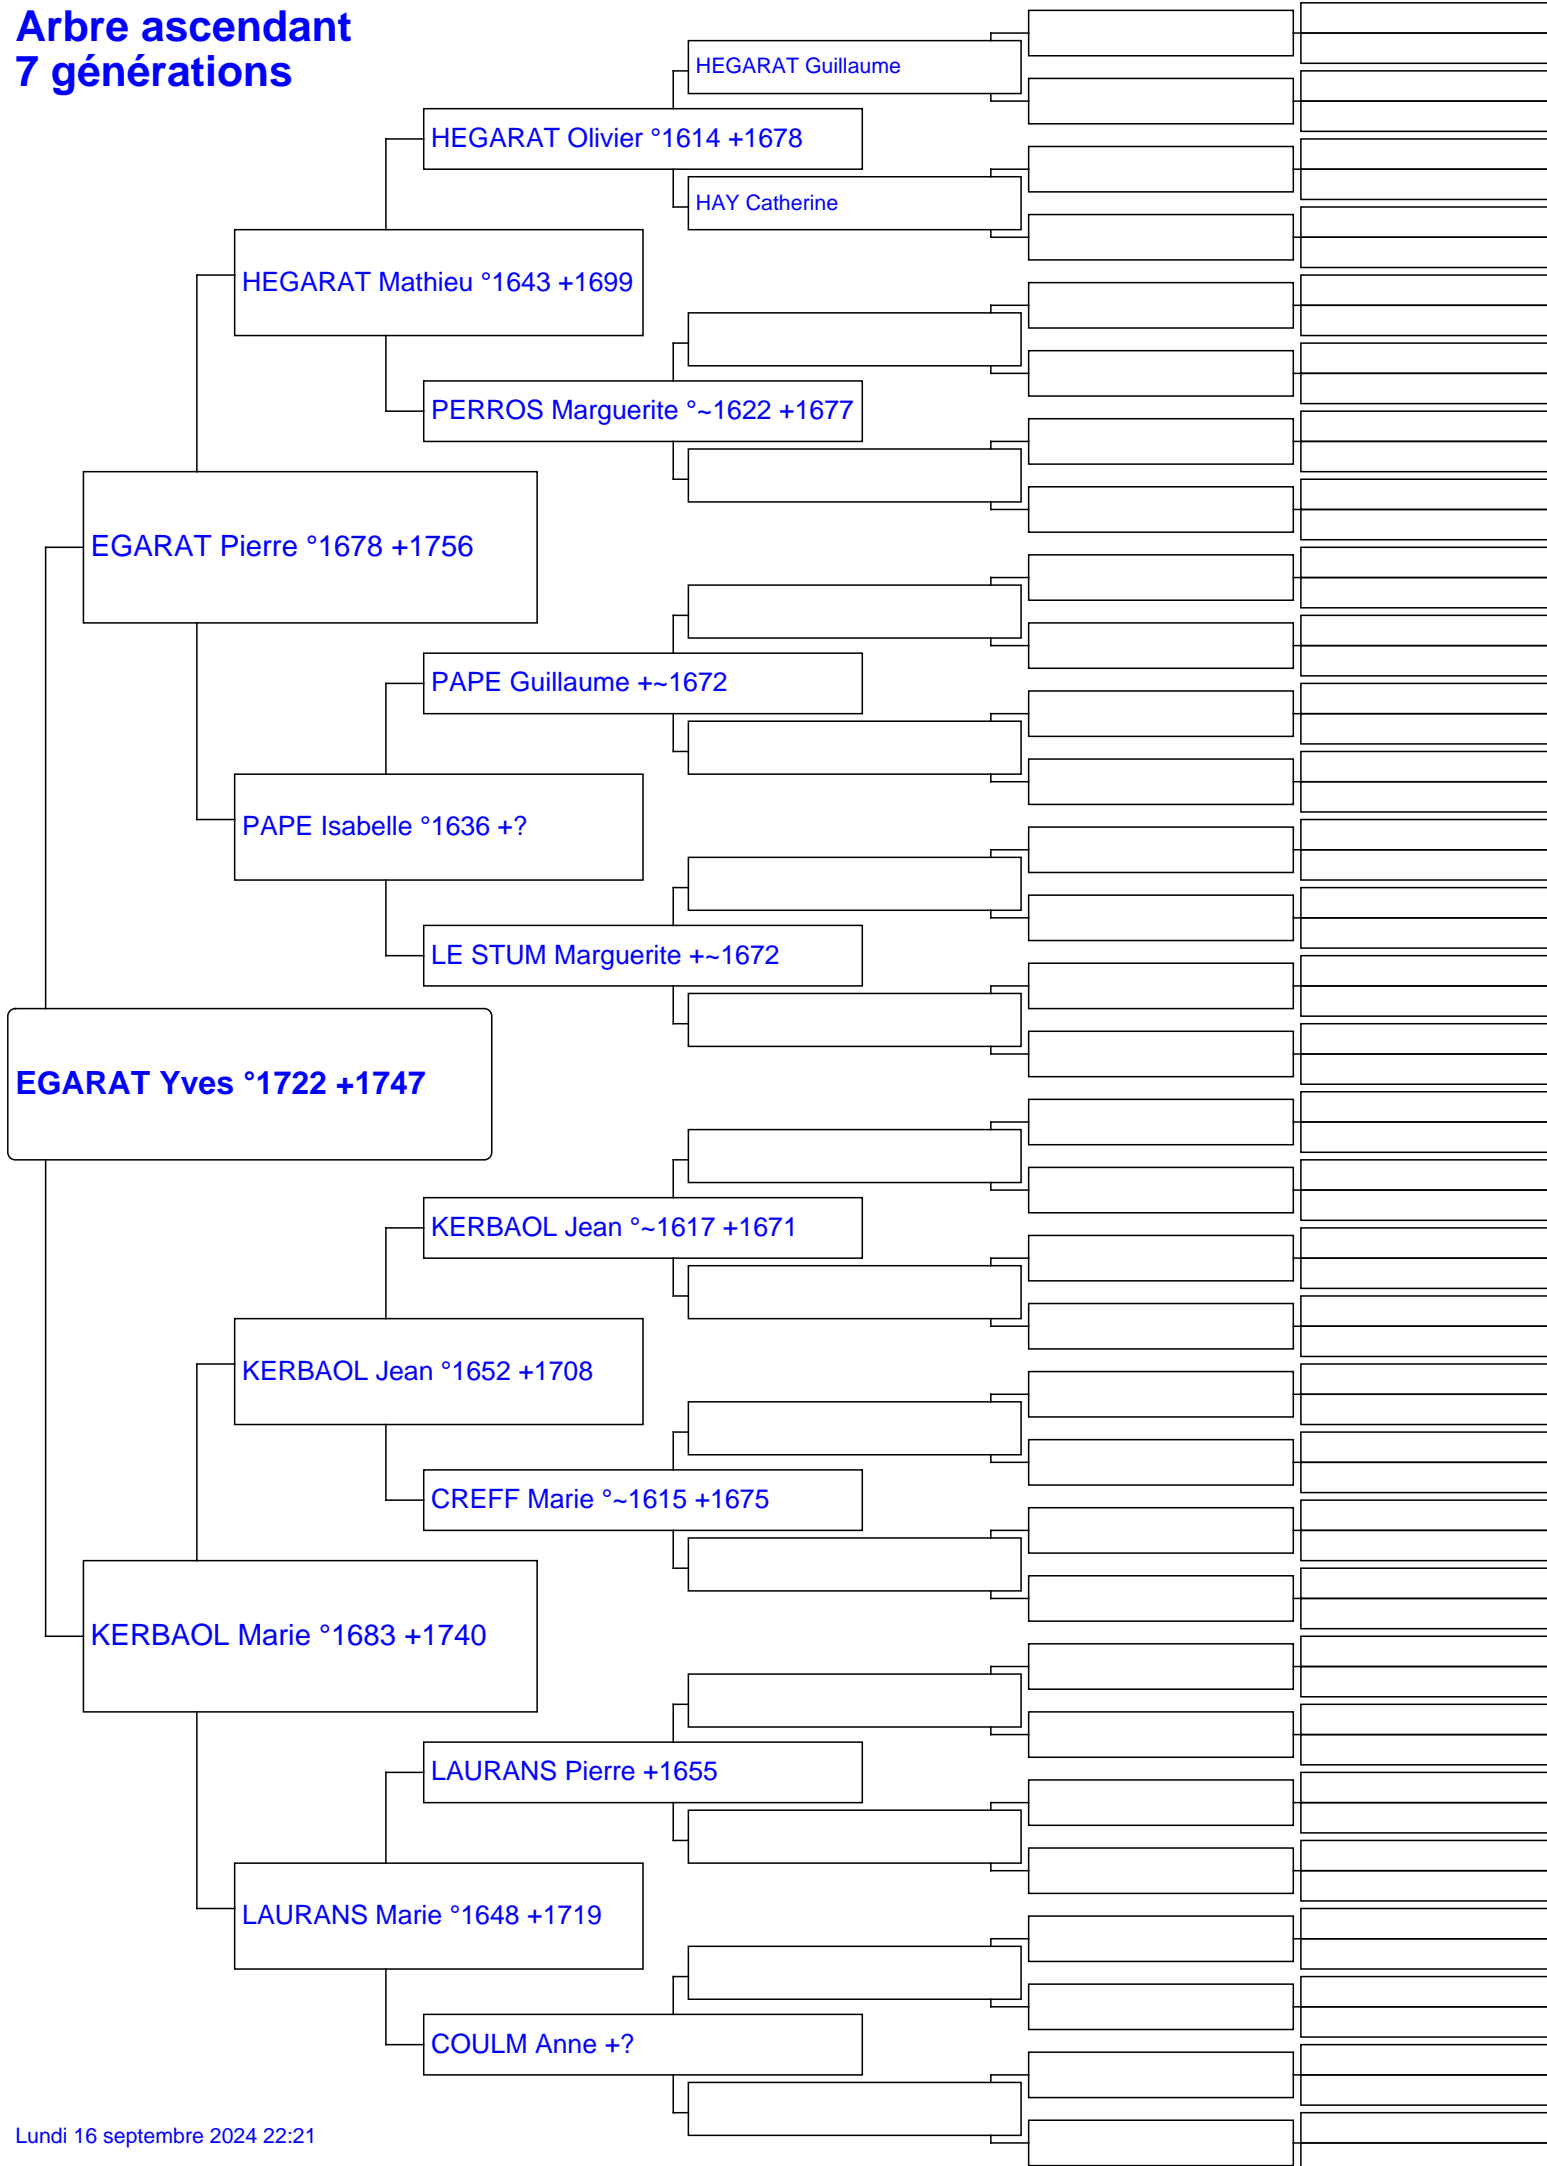 Arbre ascendant
7 générations
HEGARAT Guillaume
HEGARAT Olivier °1614 +1678
HAY Catherine
HEGARAT Mathieu °1643 +1699
PERROS Marguerite °~1622 +1677
EGARAT Pierre °1678 +1756
PAPE Guillaume +~1672
PAPE Isabelle °1636 +?
LE STUM Marguerite +~1672
EGARAT Yves °1722 +1747
KERBAOL Jean °~1617 +1671
KERBAOL Jean °1652 +1708
CREFF Marie °~1615 +1675
KERBAOL Marie °1683 +1740
LAURANS Pierre +1655
LAURANS Marie °1648 +1719
COULM Anne +?
Lundi 16 septembre 2024 22:21